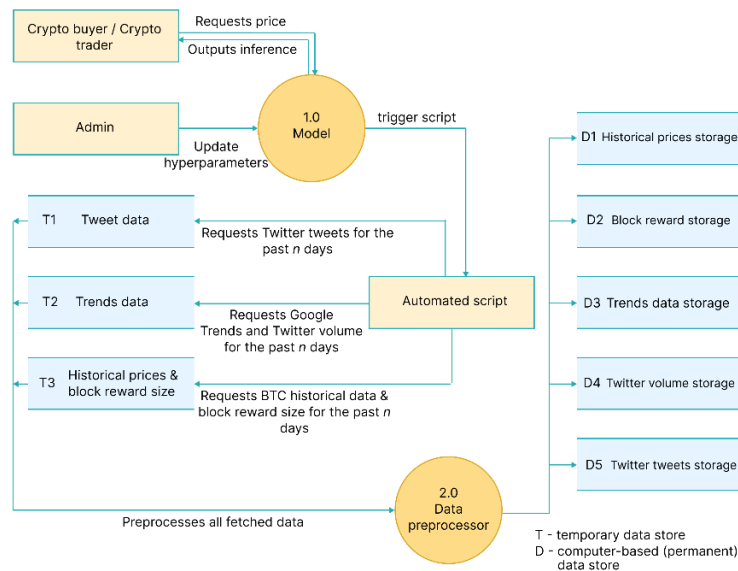 Crypto buyer / Crypto
trader
Requests price
Outputs inference
1.0
Model
Admin
Update
hyperparameters
trigger script
D1 Historical prices storage
D2 Block reward storage
D3 Trends data storage
D4 Twitter volume storage
D5 Twitter tweets storage
T1 Tweet data
Requests Twitter tweets for the
past n days
Automated script
T2 Trends data
Requests Google
Trends and Twitter volume
for the past n days
T3 Historical prices &
block reward size
Requests BTC historical data &
block reward size for the past n
days
2.0
Data
preprocessor
Preprocesses all fetched data
T - temporary data store
D - computer-based (permanent)
data store